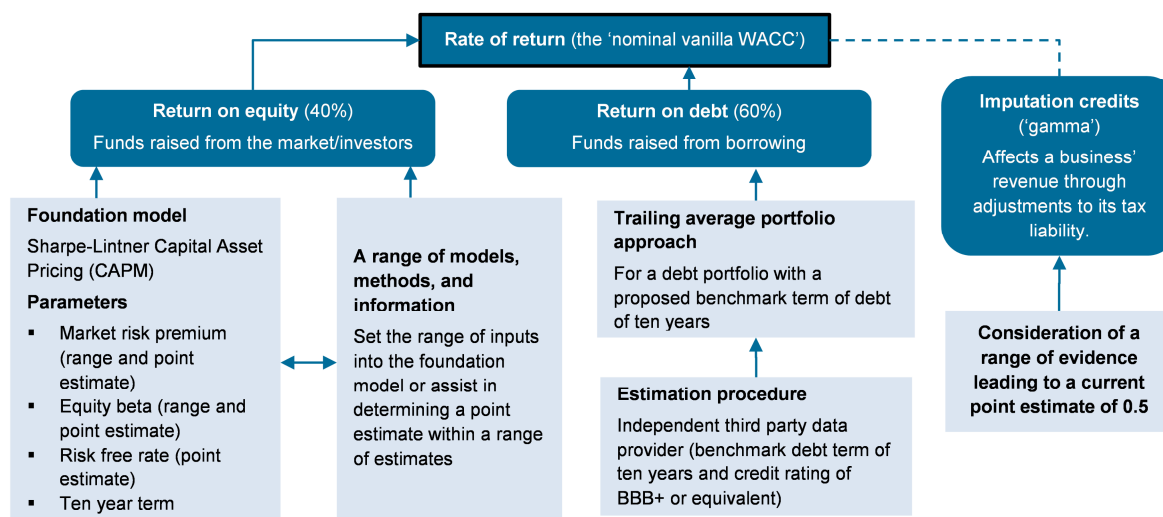 Rate of return (the ‘nominal vanilla WACC’)
Return on equity (40%)
Funds raised from the market/investors
Return on debt (60%)
Funds raised from borrowing
Imputation credits
(‘gamma’)
Affects a business’
revenue through
adjustments to its tax
liability.
Foundation model
Sharpe-Lintner Capital Asset
Pricing (CAPM)
Parameters
▪ Market risk premium
(range and point
estimate)
▪ Equity beta (range and
point estimate)
▪ Risk free rate (point
estimate)
▪ Ten year term
A range of models,
methods, and
information
Set the range of inputs
into the foundation
model or assist in
determining a point
estimate within a range
of estimates
Trailing average portfolio
approach
For a debt portfolio with a
proposed benchmark term of debt
of ten years
Estimation procedure
Independent third party data
provider (benchmark debt term of
ten years and credit rating of
BBB+ or equivalent)
Consideration of a
range of evidence
leading to a current
point estimate of 0.5